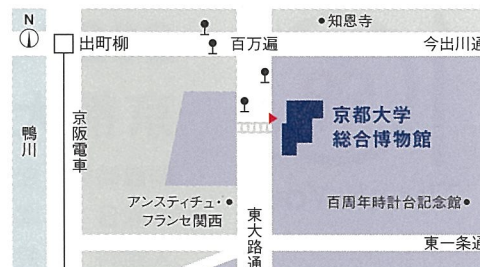 N
知恩寺
出町柳
百万遍
今出川通
鴨川
京阪電車
京都大学
総合博物館
アンスティチュ・
フランセ関西
東大路通
百周年時計台記念館
東一条通